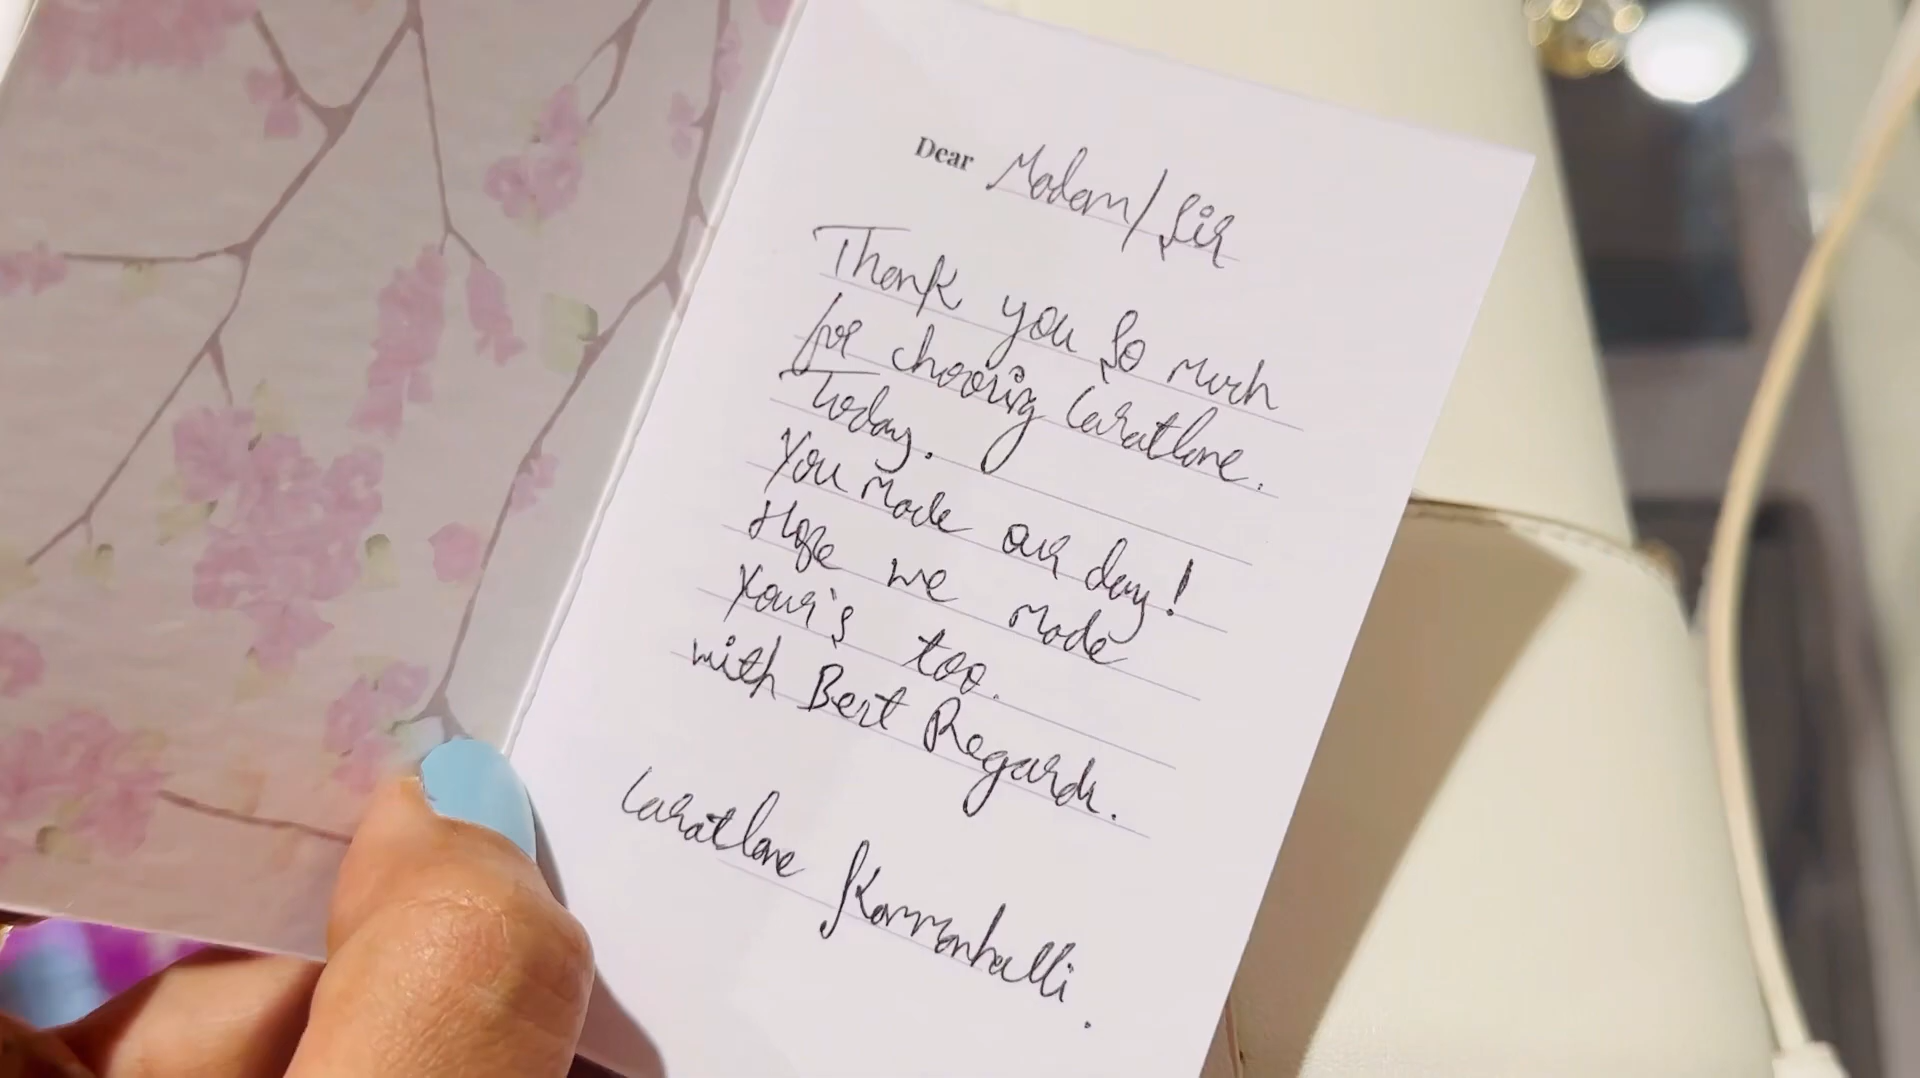 Dear Madam/Sir
Thank you so much
for choosing Caratlane.
Today.
You made our day!
Hope we made
Your's too.
with Best Regards.
Caratlane Kammanhalli.